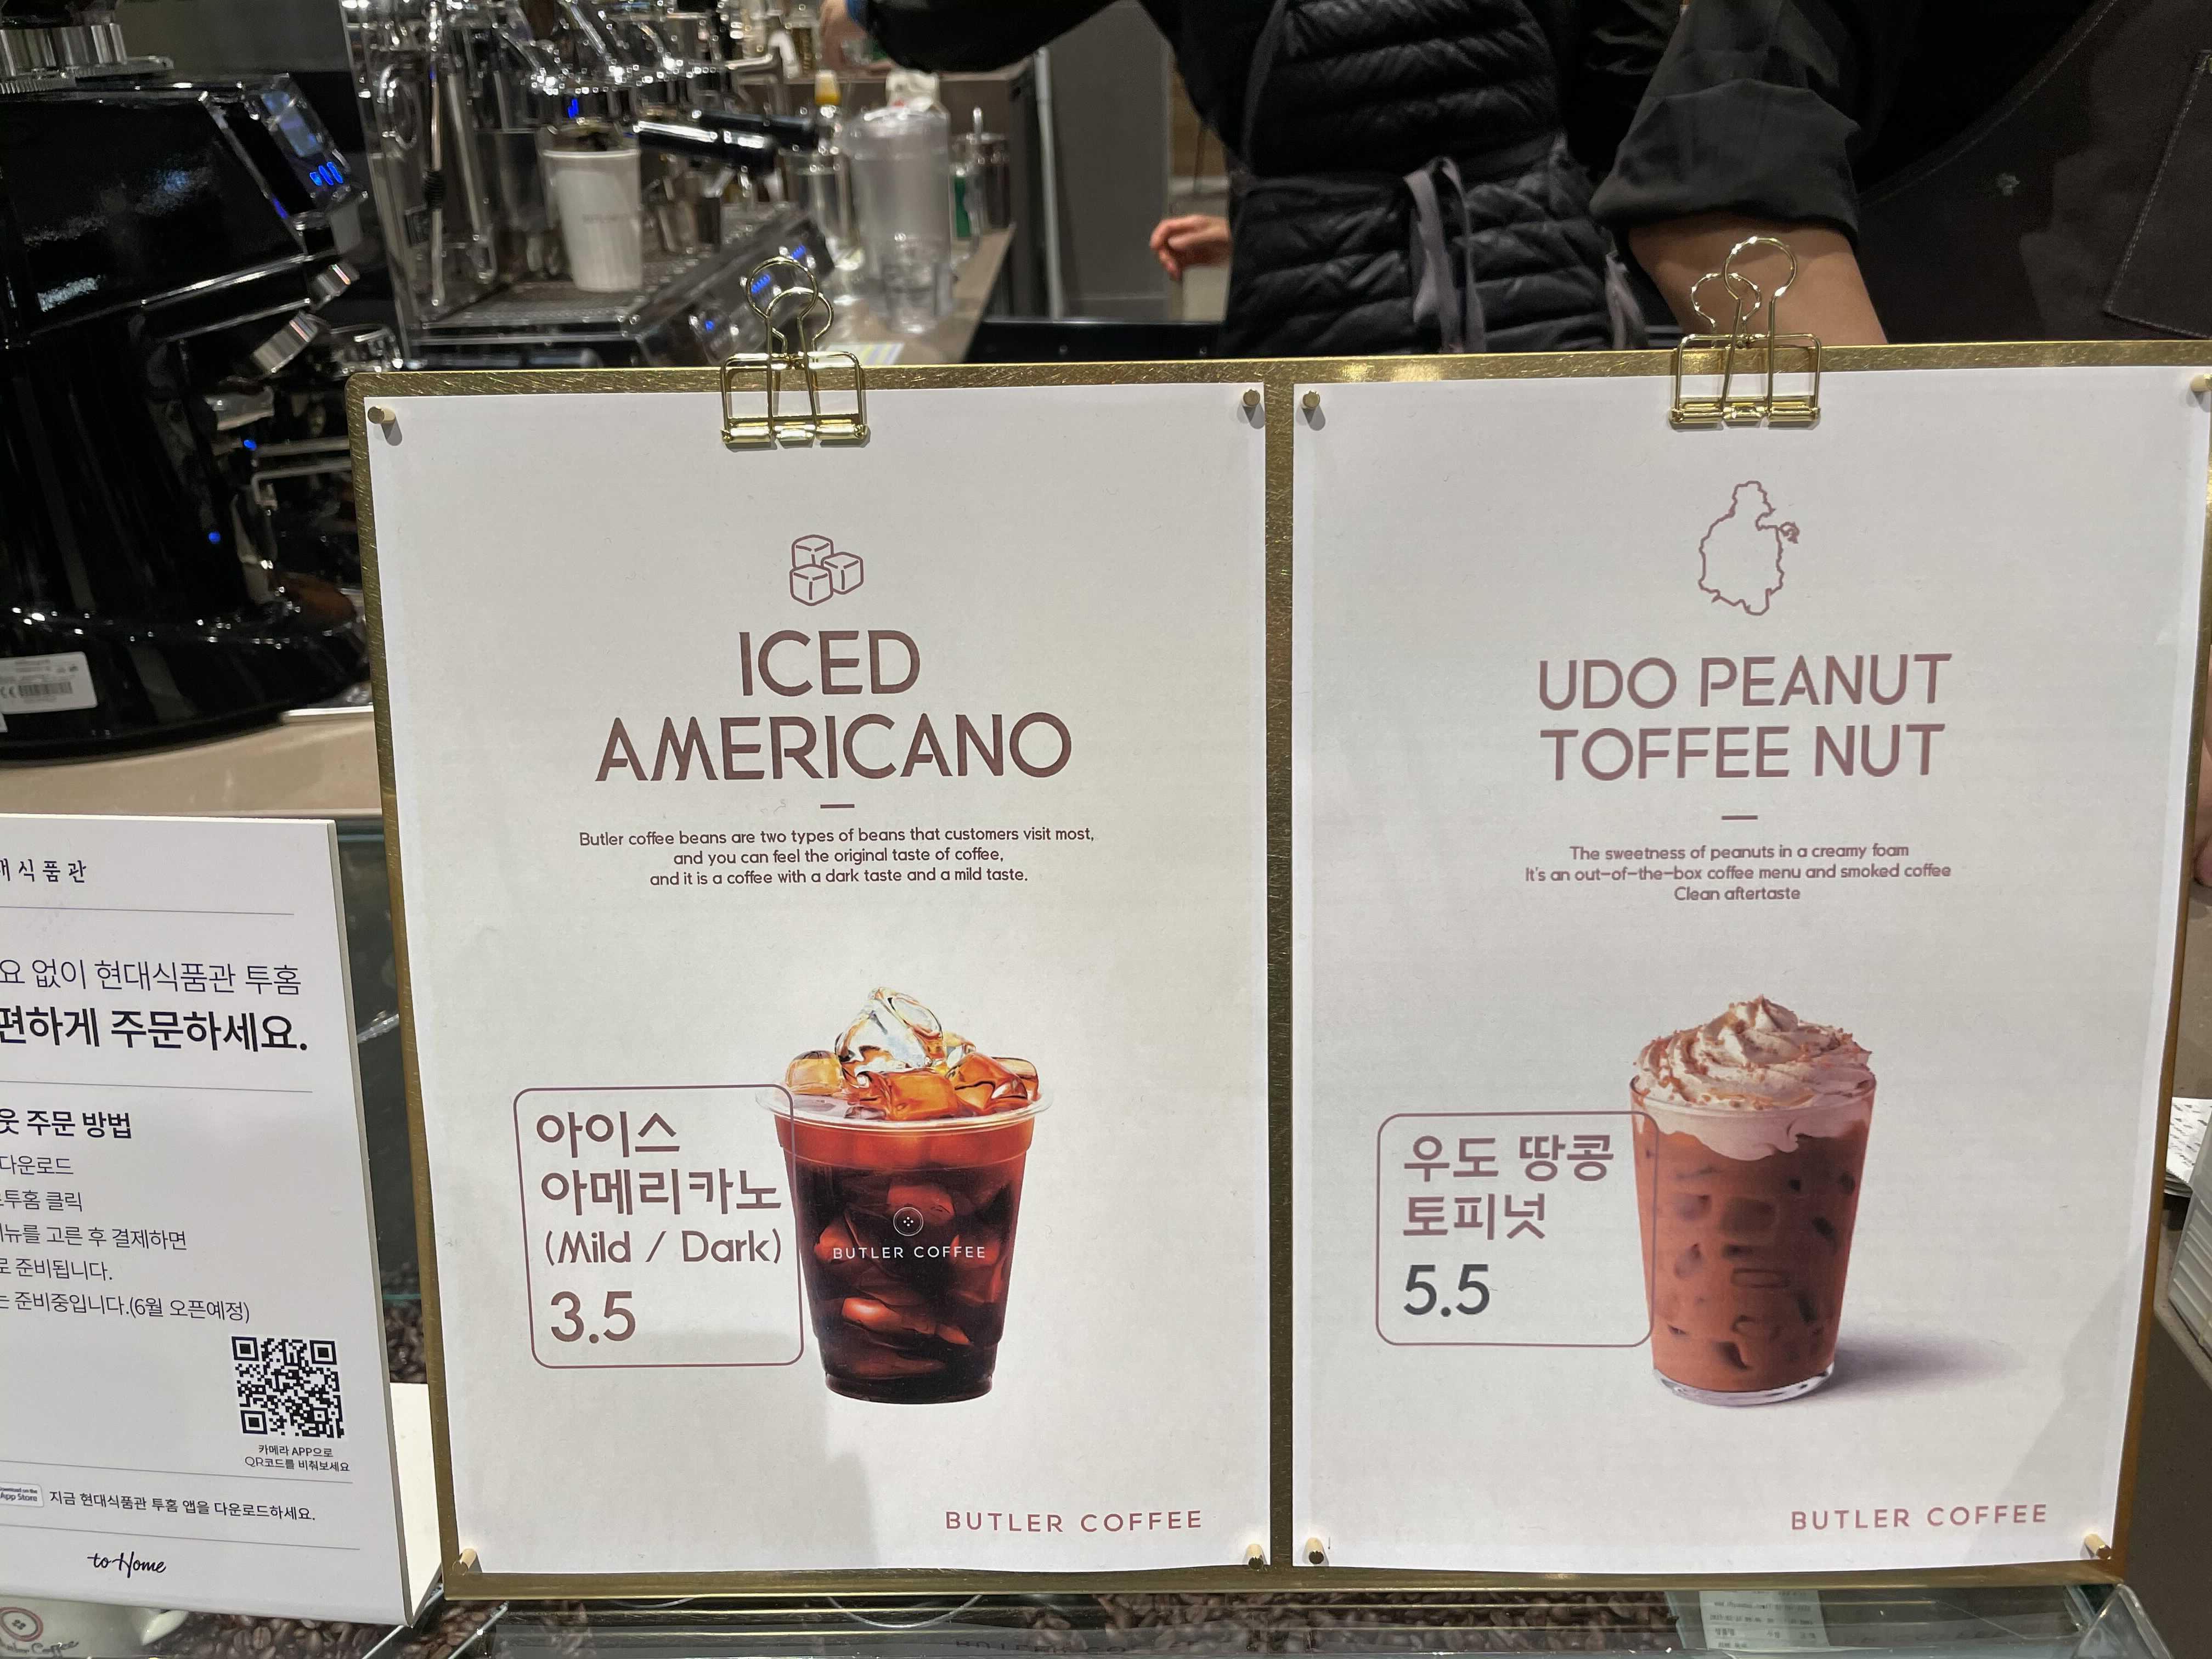 식품관
없이 현대식품관 투홈
편하게 주문하세요.
주문 방법
다운로드
투홈 클릭
고른 후 결제하면
준비됩니다.
준비중입니다.(6월 오픈예정)
카메라 APP으로
QR코드를 비춰보세요
App Store
지금 현대식품관 투홈 앱을 다운로드하세요.
to Home
ICED
AMERICANO
Butler coffee beans are two types of beans that customers visit most,
and you can feel the original taste of coffee,
and it is a coffee with a dark taste and a mild taste.
아이스
아메리카노
(Mild / Dark)
3.5
BUTLER COFFEE
BUTLER COFFEE
UDO PEANUT
TOFFEE NUT
The sweetness of peanuts in a creamy foam
It's an out-of-the-box coffee menu and smoked coffee
Clean aftertaste
우도 땅콩
토피넛
5.5
BUTLER COFFEE